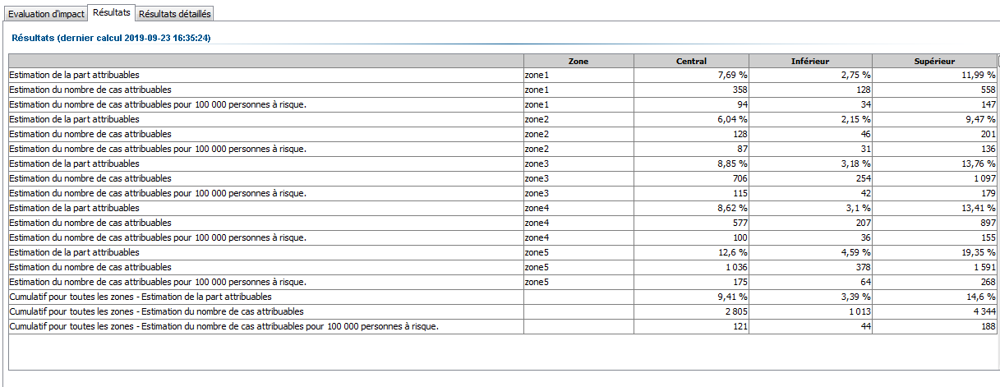 Evaluation d'impact Résultats Résultats détaillés
Résultats (dernier calcul 2019-09-23 16:35:24)
Zone Central Inférieur Supérieur
Estimation de la part attribuables zone1 7,69 % 2,75 % 11,99 %
Estimation du nombre de cas attribuables zone1 358 128 558
Estimation du nombre de cas attribuables pour 100 000 personnes à risque. zone1 94 34 147
Estimation de la part attribuables zone2 6,04 % 2,15 % 9,47 %
Estimation du nombre de cas attribuables zone2 128 46 201
Estimation du nombre de cas attribuables pour 100 000 personnes à risque. zone2 87 31 136
Estimation de la part attribuables zone3 8,85 % 3,18 % 13,76 %
Estimation du nombre de cas attribuables zone3 706 254 1 097
Estimation du nombre de cas attribuables pour 100 000 personnes à risque. zone3 115 42 179
Estimation de la part attribuables zone4 8,62 % 3,1 % 13,41 %
Estimation du nombre de cas attribuables zone4 577 207 897
Estimation du nombre de cas attribuables pour 100 000 personnes à risque. zone4 100 36 155
Estimation de la part attribuables zone5 12,6 % 4,59 % 19,35 %
Estimation du nombre de cas attribuables zone5 1 036 378 1 591
Estimation du nombre de cas attribuables pour 100 000 personnes à risque. zone5 175 64 268
Cumulatif pour toutes les zones - Estimation de la part attribuables 9,41 % 3,39 % 14,6 %
Cumulatif pour toutes les zones - Estimation du nombre de cas attribuables 2 805 1 013 4 344
Cumulatif pour toutes les zones - Estimation du nombre de cas attribuables pour 100 000 personnes à risque. 121 44 188